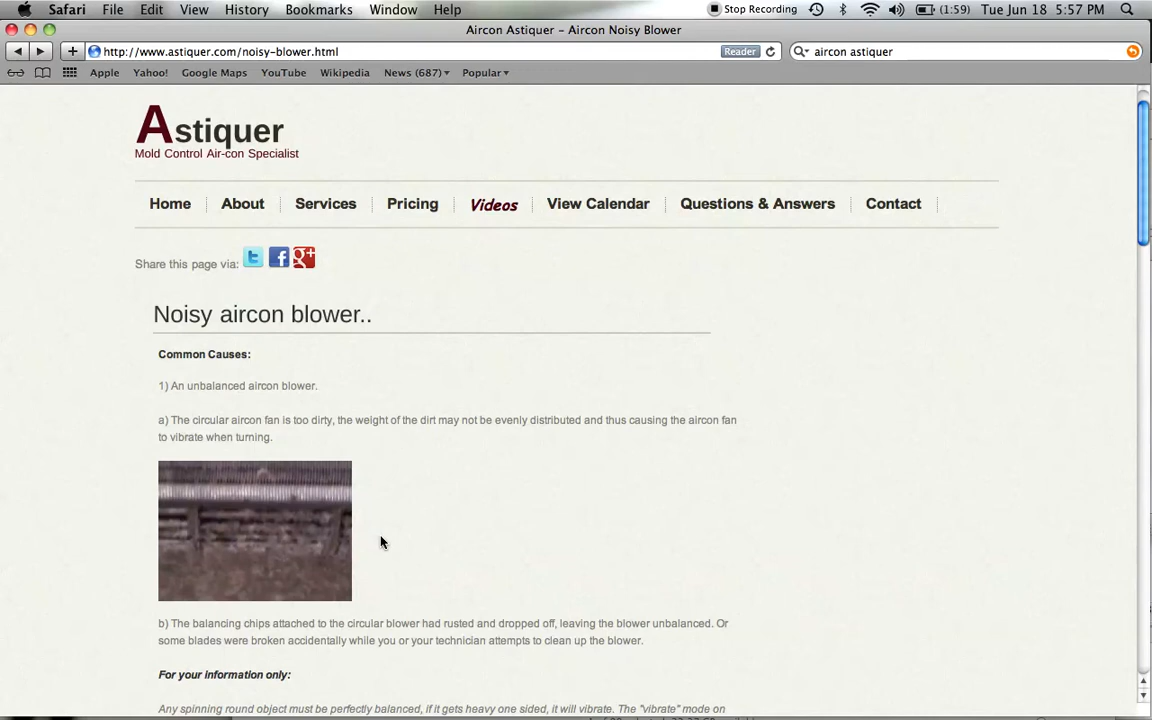 Safari File Edit View History Bookmarks Window Help Stop Recording (1:59) Tue Jun 18 5:57 PM
Aircon Astiquer – Aircon Noisy Blower
http://www.astiquer.com/noisy-blower.html Reader aircon astiquer
Apple Yahoo! Google Maps YouTube Wikipedia News (687) Popular
Astiquer
Mold Control Air-con Specialist
Home About Services Pricing Videos View Calendar Questions & Answers Contact
Share this page via:
Noisy aircon blower..
Common Causes:
1) An unbalanced aircon blower.
a) The circular aircon fan is too dirty, the weight of the dirt may not be evenly distributed and thus causing the aircon fan
to vibrate when turning.
b) The balancing chips attached to the circular blower had rusted and dropped off, leaving the blower unbalanced. Or
some blades were broken accidentally while you or your technician attempts to clean up the blower.
For your information only:
Any spinning round object must be perfectly balanced, if it gets heavy one sided, it will vibrate. The "vibrate" mode on